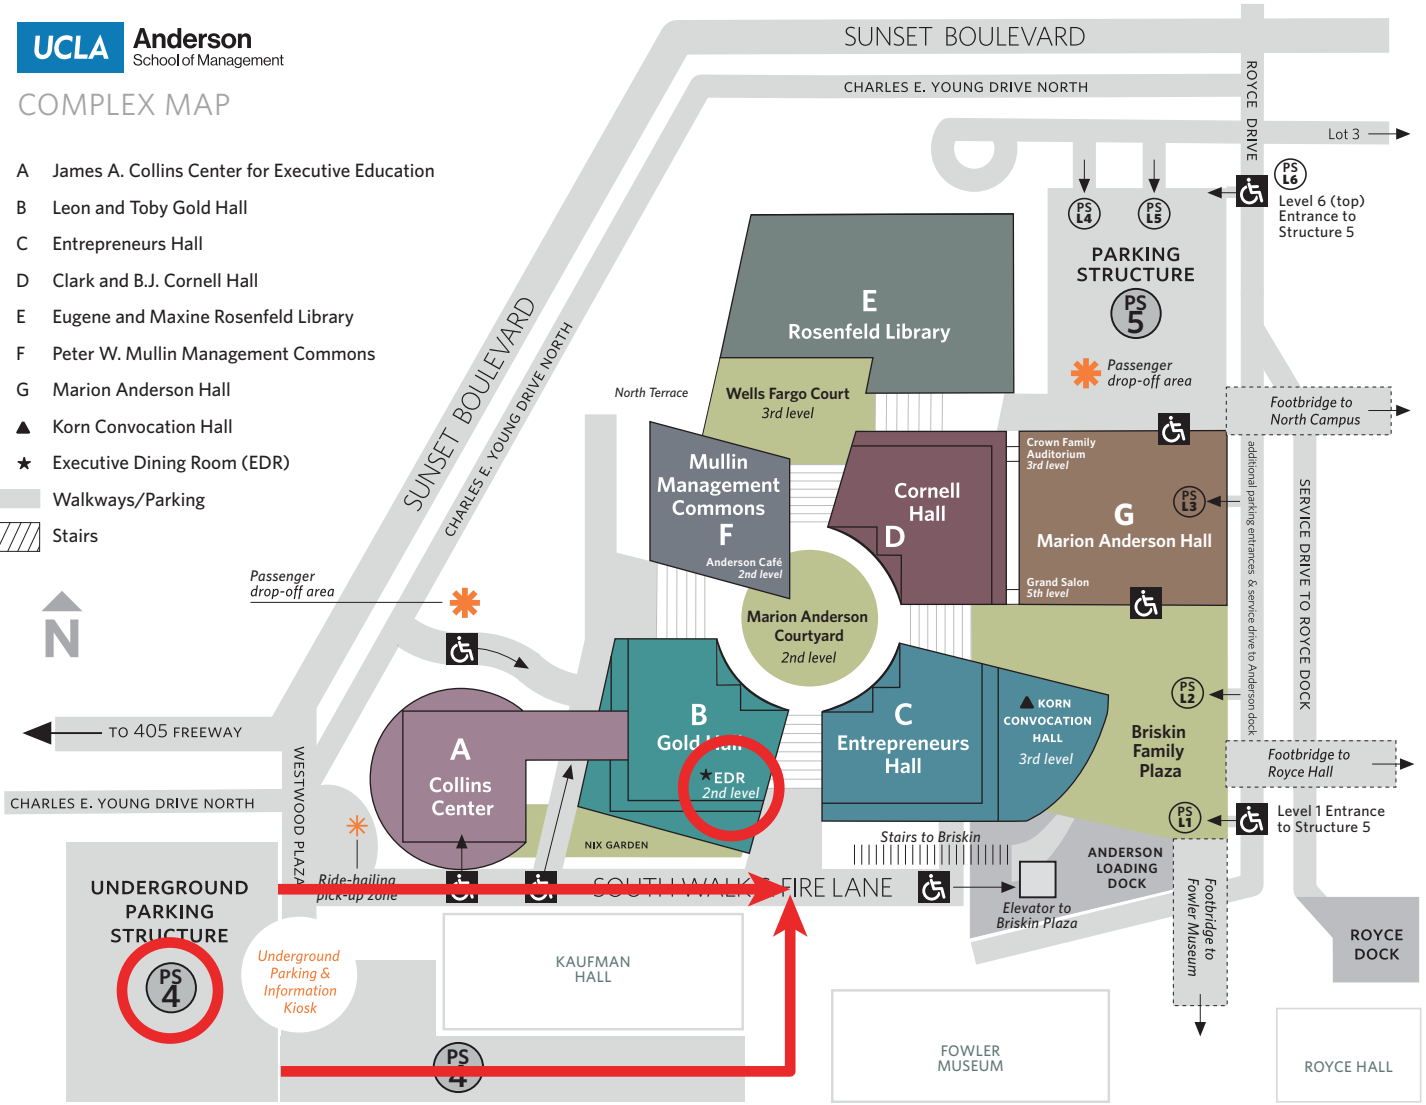 UCLA Anderson
School of Management
COMPLEX MAP
A James A. Collins Center for Executive Education
B Leon and Toby Gold Hall
C Entrepreneurs Hall
D Clark and B.J. Cornell Hall
E Eugene and Maxine Rosenfeld Library
F Peter W. Mullin Management Commons
G Marion Anderson Hall
▲ Korn Convocation Hall
★ Executive Dining Room (EDR)
Walkways/Parking
Stairs
N
SUNSET BOULEVARD
CHARLES E. YOUNG DRIVE NORTH
ROYCE DRIVE
Lot 3
PS
L6
Level 6 (top)
Entrance to
Structure 5
PS
L4
PS
L5
PARKING
STRUCTURE
PS
5
Passenger
drop-off area
Footbridge to
North Campus
SUNSET BOULEVARD
CHARLES E. YOUNG DRIVE NORTH
E
Rosenfeld Library
North Terrace
Wells Fargo Court
3rd level
Mullin
Management
Commons
F
Anderson Café
2nd level
Cornell
Hall
D
Crown Family
Auditorium
3rd level
PS
L3
G
Marion Anderson Hall
Grand Salon
5th level
additional parking entrances & service drive to Anderson dock
SERVICE DRIVE TO ROYCE DOCK
Passenger
drop-off area
Marion Anderson
Courtyard
2nd level
B
Gold Hall
★EDR
2nd level
C
Entrepreneurs
Hall
▲ KORN
CONVOCATION
HALL
3rd level
PS
L2
Briskin
Family
Plaza
Footbridge to
Royce Hall
PS
L1
Level 1 Entrance
to Structure 5
TO 405 FREEWAY
WESTWOOD PLAZA
CHARLES E. YOUNG DRIVE NORTH
A
Collins
Center
NIX GARDEN
Stairs to Briskin
ANDERSON
LOADING
DOCK
Ride-hailing
pick-up zone
SOUTH WALK & FIRE LANE
Elevator to
Briskin Plaza
Footbridge to
Fowler Museum
ROYCE
DOCK
UNDERGROUND
PARKING
STRUCTURE
PS
4
Underground
Parking &
Information
Kiosk
KAUFMAN
HALL
PS
4
FOWLER
MUSEUM
ROYCE HALL